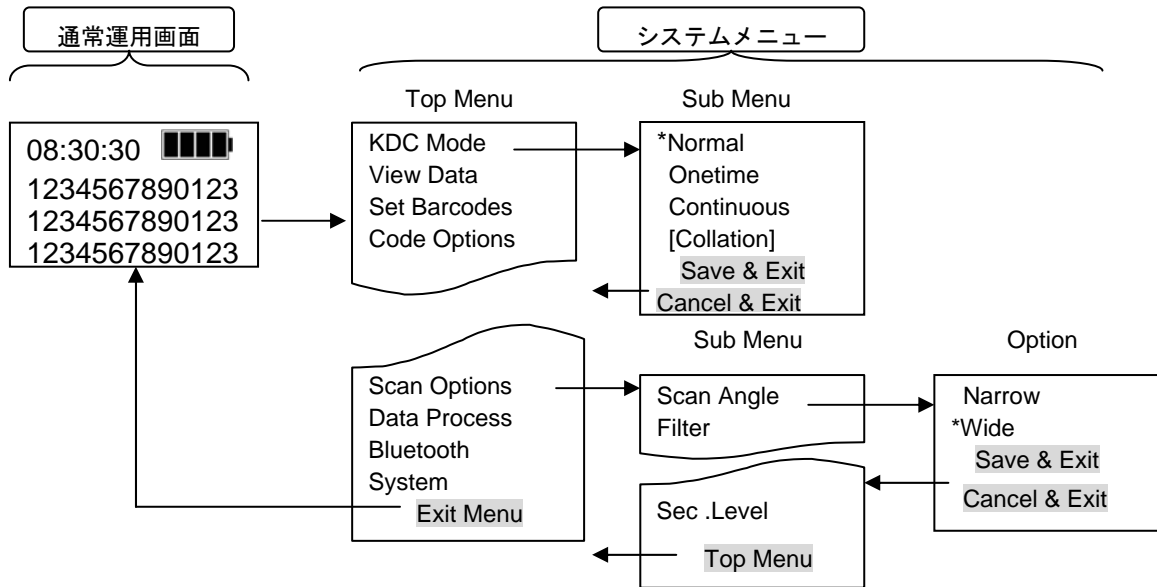 通常運用画面
システムメニュー
Top Menu
Sub Menu
08:30:30
1234567890123
1234567890123
1234567890123
KDC Mode
View Data
Set Barcodes
Code Options
*Normal
Onetime
Continuous
[Collation]
Save & Exit
Cancel & Exit
Sub Menu
Option
Scan Options
Data Process
Bluetooth
System
Exit Menu
Scan Angle
Filter
Sec .Level
Top Menu
Narrow
*Wide
Save & Exit
Cancel & Exit